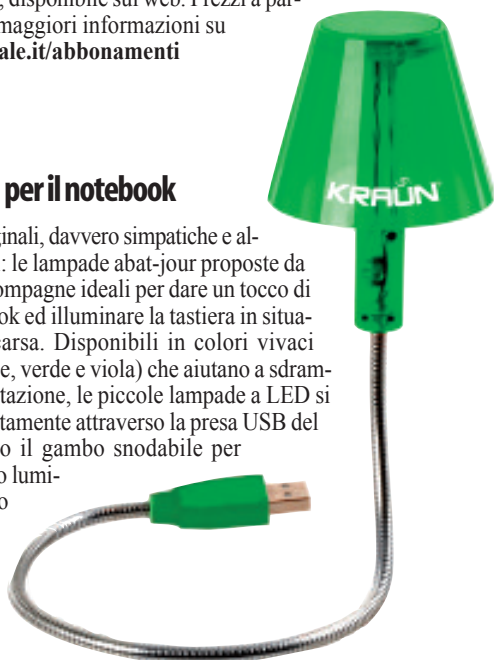 , disponibile sul web. Prezzi a par-
maggiori informazioni su
ale.it/abbonamenti
per il notebook
ginali, davvero simpatiche e al-
: le lampade abat-jour proposte da
ompagne ideali per dare un tocco di
ok ed illuminare la tastiera in situa-
carsa. Disponibili in colori vivaci
e, verde e viola) che aiutano a sdram-
tazione, le piccole lampade a LED si
tamente attraverso la presa USB del
o il gambo snodabile per
o lumi-
o
KRAUN